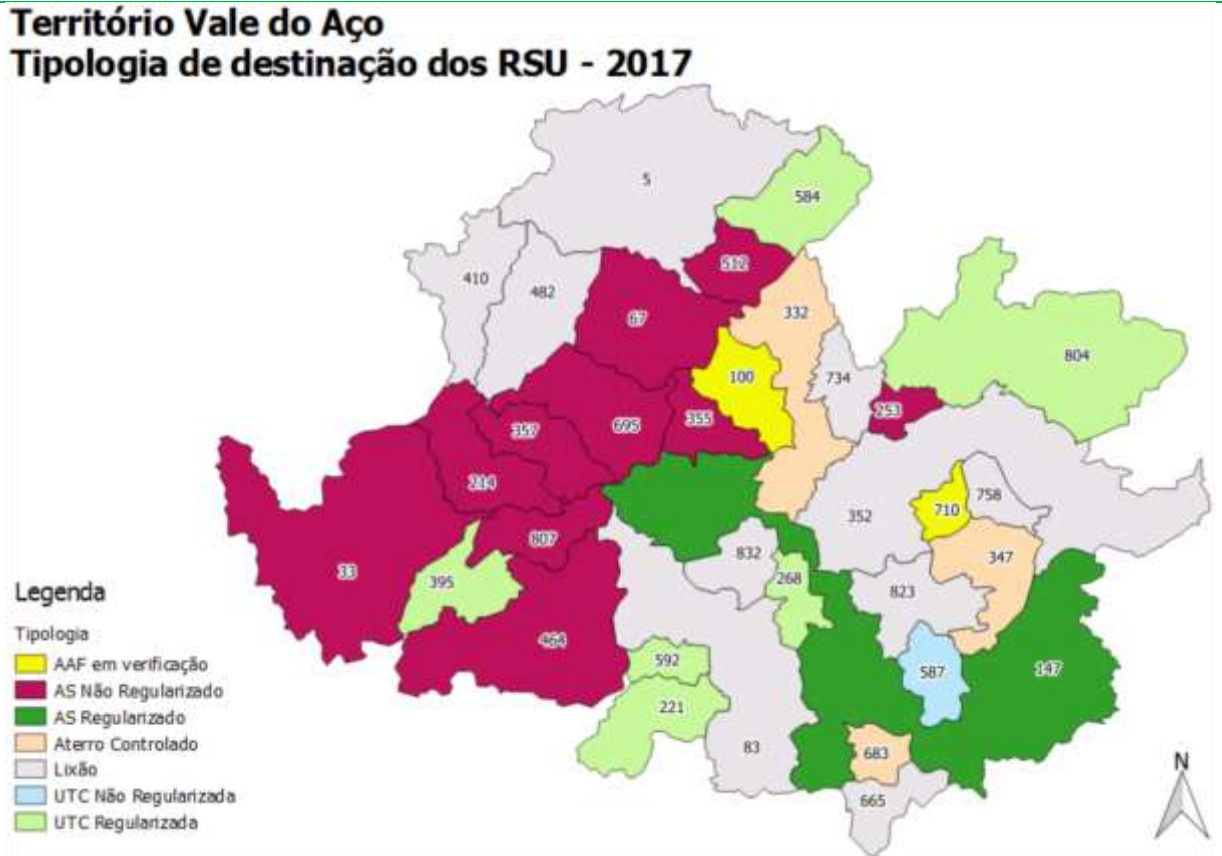 Território Vale do Aço
Tipologia de destinação dos RSU - 2017
5
584
512
410
482
67
332
100
734
804
355
253
357
695
214
758
710
352
807
832
347
33
395
268
823
464
592
587
147
221
83
683
665
Legenda
Tipologia
AAF em verificação
AS Não Regularizado
AS Regularizado
Aterro Controlado
Lixão
UTC Não Regularizada
UTC Regularizada
N